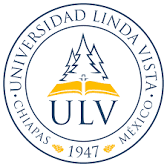 · UNIVERSIDAD LINDA VISTA ·
ULV
CHIAPAS
1947
MÉXICO